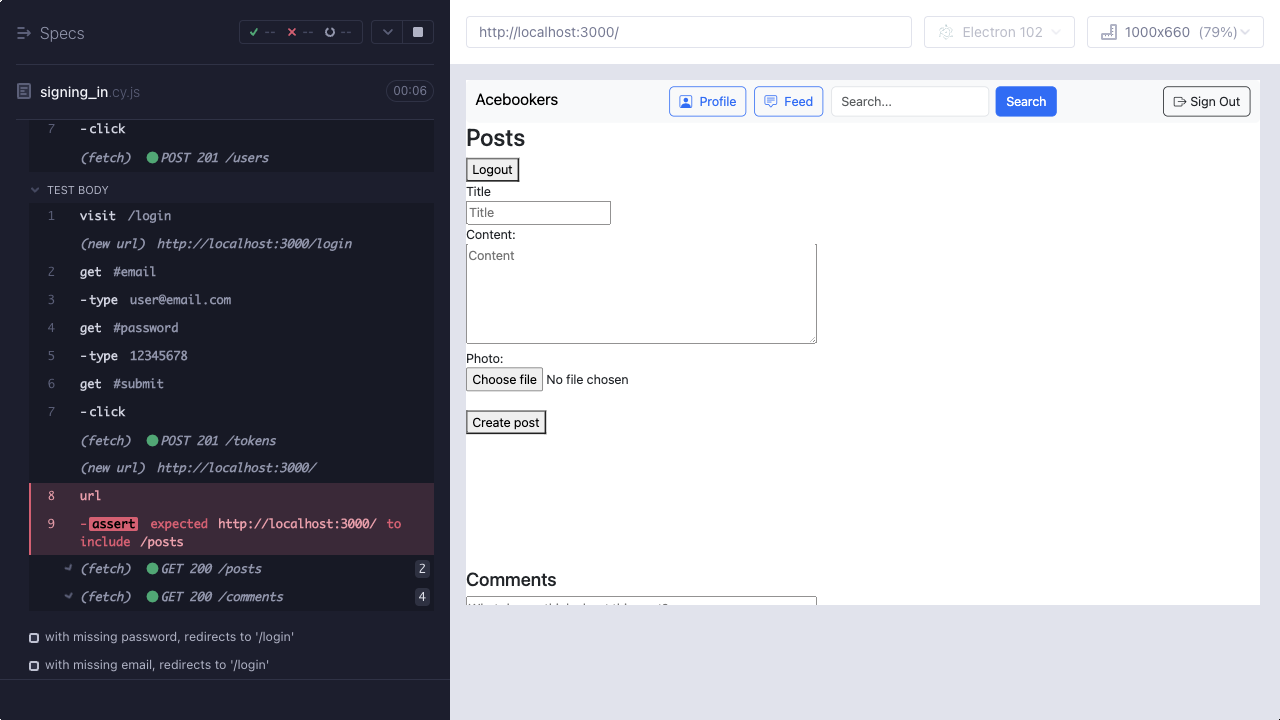 Specs
-- -- --
signing_in.cy.js
00:06
7 -click
(fetch) POST 201 /users
TEST BODY
1 visit /login
(new url) http://localhost:3000/login
2 get #email
3 -type user@email.com
4 get #password
5 -type 12345678
6 get #submit
7 -click
(fetch) POST 201 /tokens
(new url) http://localhost:3000/
8 url
9 -assert expected http://localhost:3000/ to
include /posts
(fetch) GET 200 /posts 2
(fetch) GET 200 /comments 4
with missing password, redirects to '/login'
with missing email, redirects to '/login'
http://localhost:3000/
Electron 102
1000x660 (79%)
Acebookers
Profile
Feed
Search...
Search
Sign Out
Posts
Logout
Title
Title
Content:
Content
Photo:
Choose file No file chosen
Create post
Comments